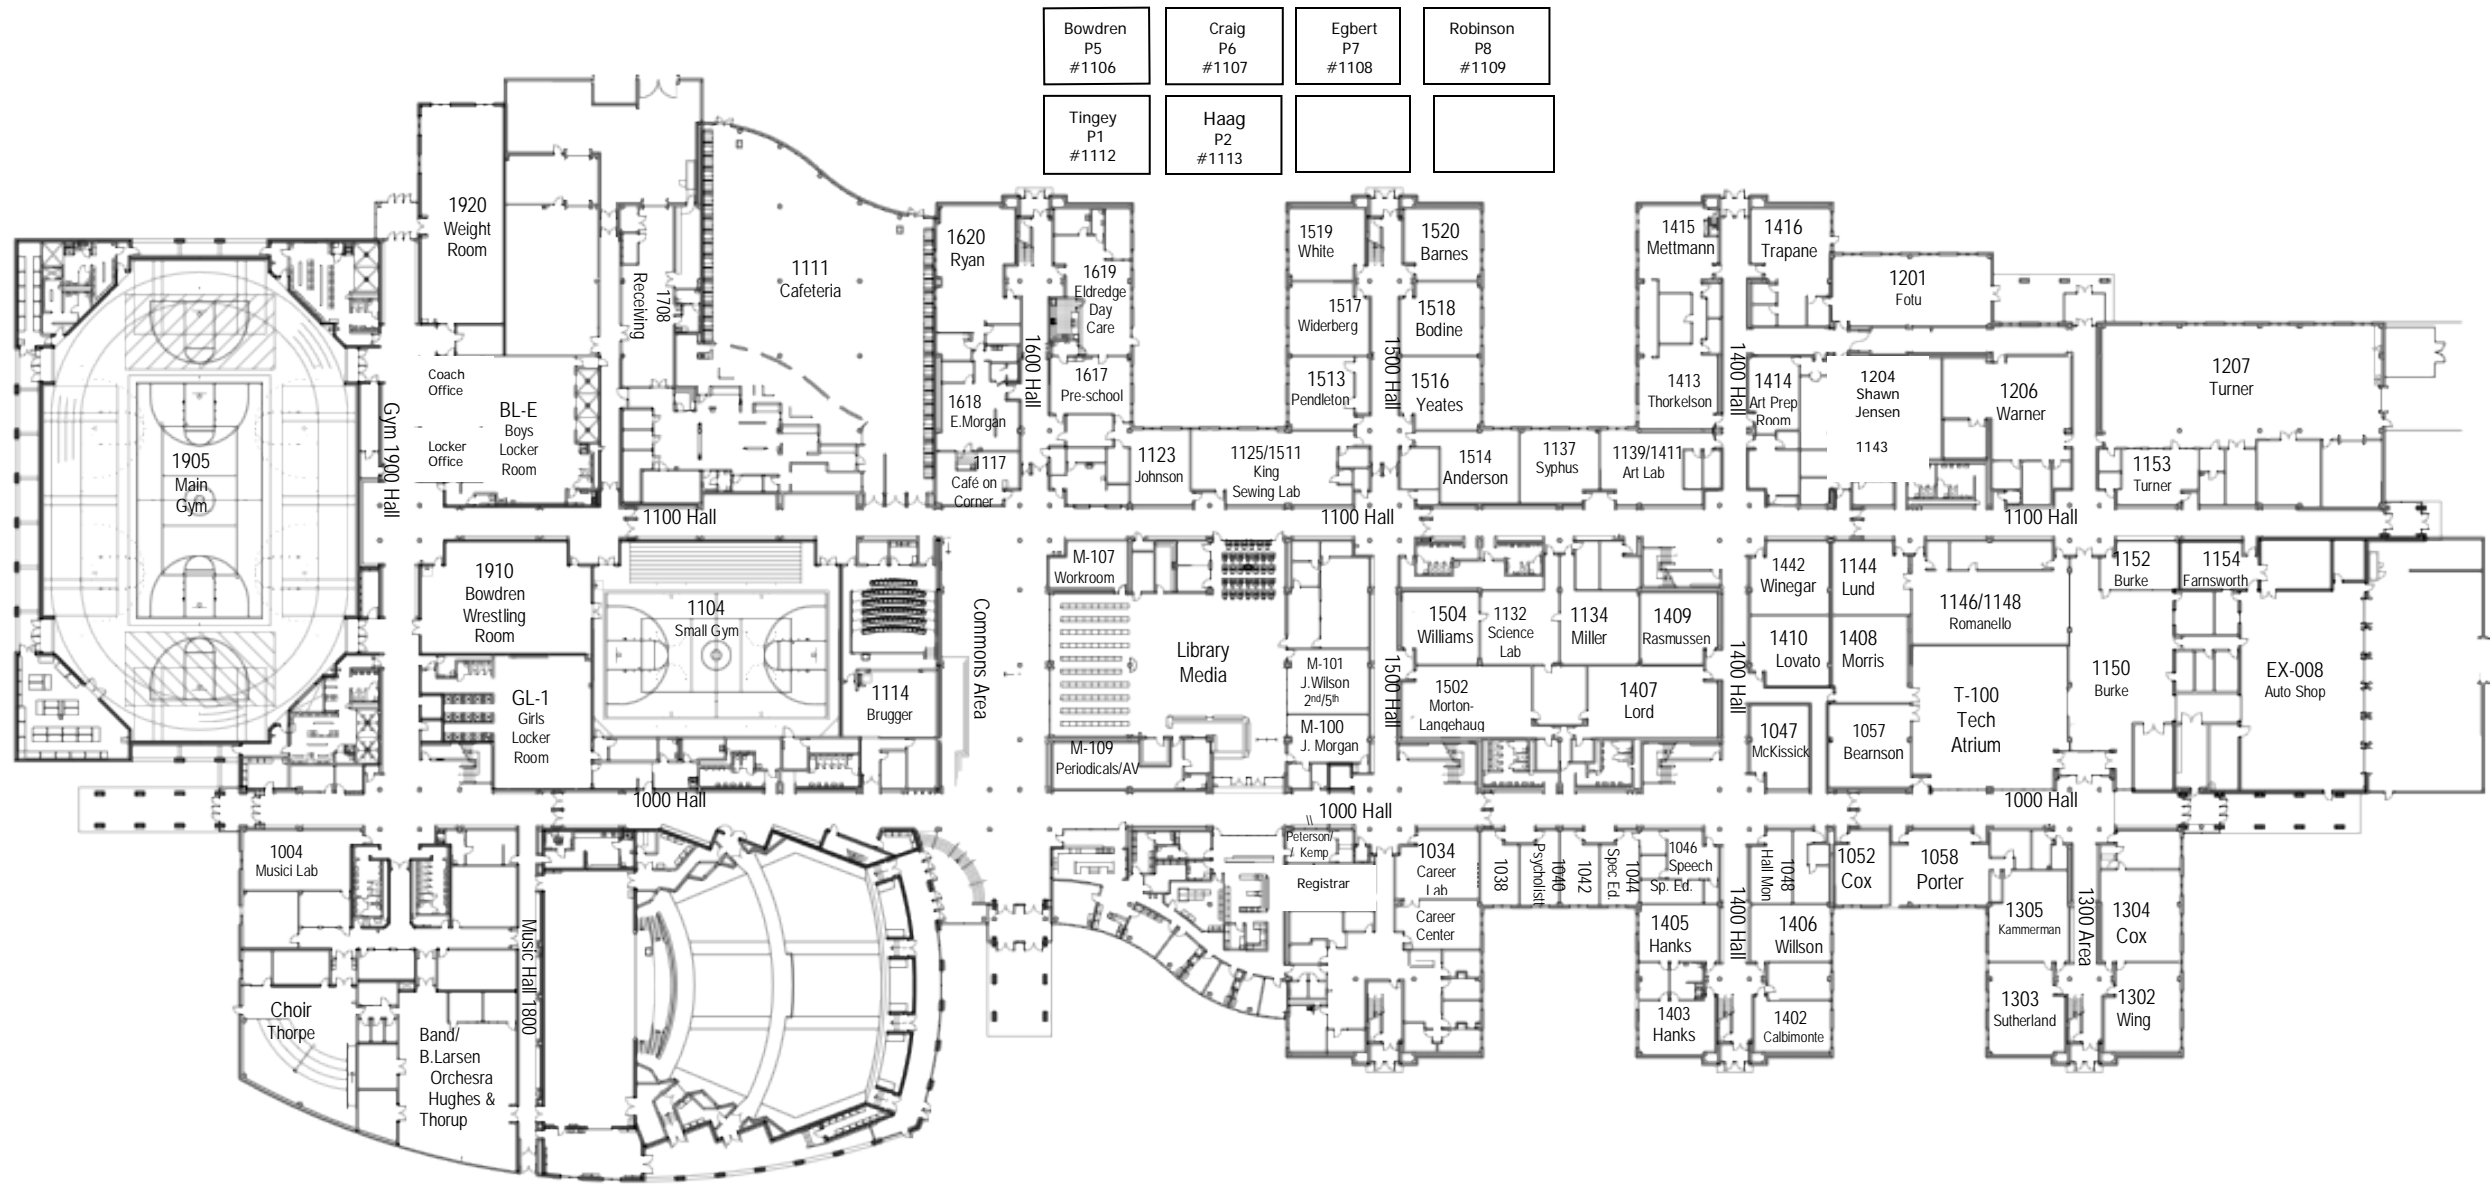 Bowdren
P5
#1106
Craig
P6
#1107
Egbert
P7
#1108
Robinson
P8
#1109
Tingey
P1
#1112
Haag
P2
#1113
1920
Weight
Room
Receiving
1708
1111
Cafeteria
1620
Ryan
1600 Hall
1619
Eldredge
Day
Care
1617
Pre-school
1618
E.Morgan
1117
Café on
Corner
1519
White
1517
Widerberg
1513
Pendleton
1500 Hall
1520
Barnes
1518
Bodine
1516
Yeates
1415
Mettmann
1413
Thorkelson
1400 Hall
1416
Trapane
1201
Fotu
1414
Art Prep
Room
1204
Shawn
Jensen
1143
1206
Warner
1207
Turner
1153
Turner
1905
Main
Gym
Gym 1900 Hall
Coach
Office
Locker
Office
BL-E
Boys
Locker
Room
1123
Johnson
1125/1511
King
Sewing Lab
1514
Anderson
1137
Syphus
1139/1411
Art Lab
1100 Hall
1100 Hall
1100 Hall
1910
Bowdren
Wrestling
Room
1104
Small Gym
GL-1
Girls
Locker
Room
1114
Brugger
Commons Area
M-107
Workroom
Library
Media
M-101
J.Wilson
2nd/5th
M-100
J. Morgan
M-109
Periodicals/AV
1500 Hall
1504
Williams
1132
Science
Lab
1134
Miller
1409
Rasmussen
1502
Morton-
Langehaug
1407
Lord
1400 Hall
1442
Winegar
1144
Lund
1410
Lovato
1408
Morris
1047
McKissick
1057
Bearnson
1146/1148
Romanello
T-100
Tech
Atrium
1150
Burke
1152
Burke
1154
Farnsworth
EX-008
Auto Shop
1000 Hall
1000 Hall
1000 Hall
1004
Musici Lab
Choir
Thorpe
Band/
B.Larsen
Orchesra
Hughes &
Thorup
Music Hall 1800
\\
Peterson/
/ Kemp
Registrar
1034
Career
Lab
Career
Center
1038
Psycholist
1040
1042
Spec Ed.
1044
1046
Speech
Sp. Ed.
1405
Hanks
1403
Hanks
1400 Hall
Hall Mon
1048
1406
Willson
1402
Calbimonte
1052
Cox
1058
Porter
1305
Kammerman
1303
Sutherland
1300 Area
1304
Cox
1302
Wing